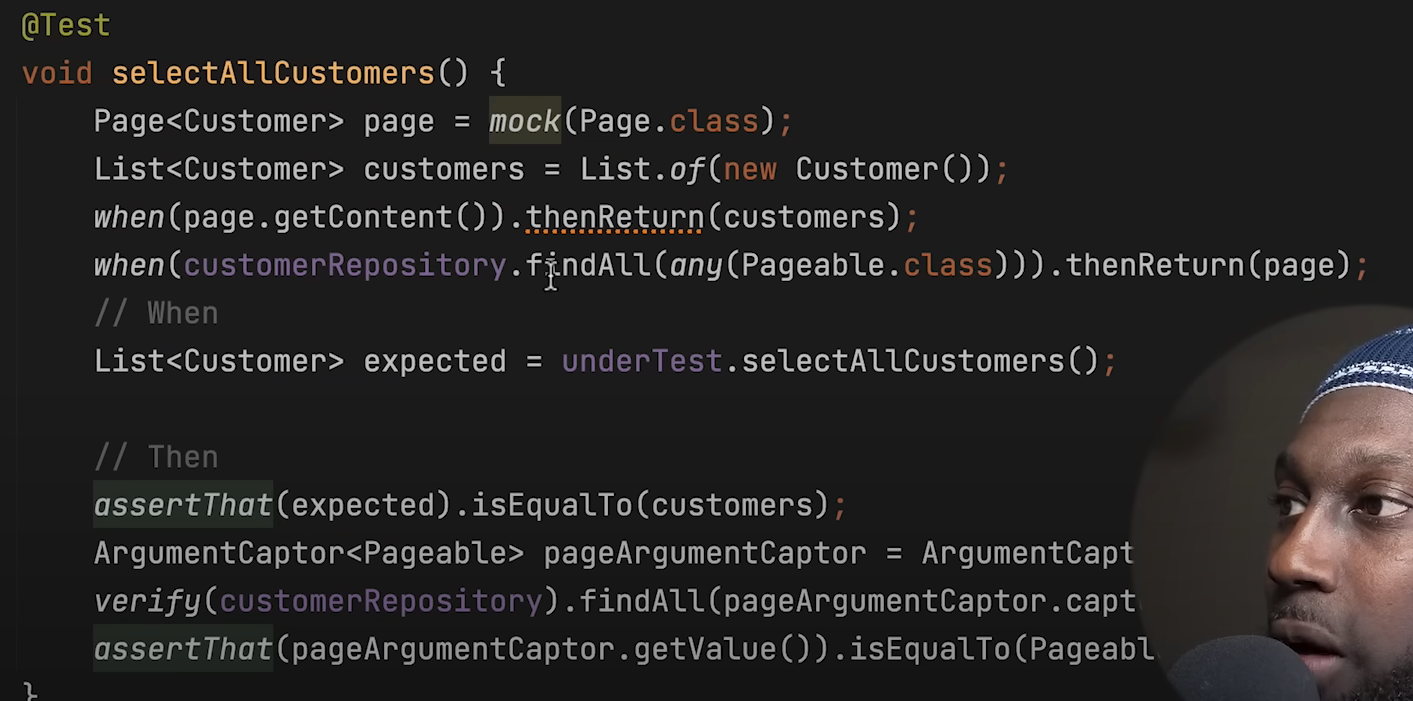 @Test
void selectAllCustomers() {
Page<Customer> page = mock(Page.class);
List<Customer> customers = List.of(new Customer());
when(page.getContent()).thenReturn(customers);
when(customerRepository.findAll(any(Pageable.class))).thenReturn(page);
// When
List<Customer> expected = underTest.selectAllCustomers();
// Then
assertThat(expected).isEqualTo(customers);
ArgumentCaptor<Pageable> pageArgumentCaptor = ArgumentCapt
verify(customerRepository).findAll(pageArgumentCaptor.capt
assertThat(pageArgumentCaptor.getValue()).isEqualTo(Pageabl
}